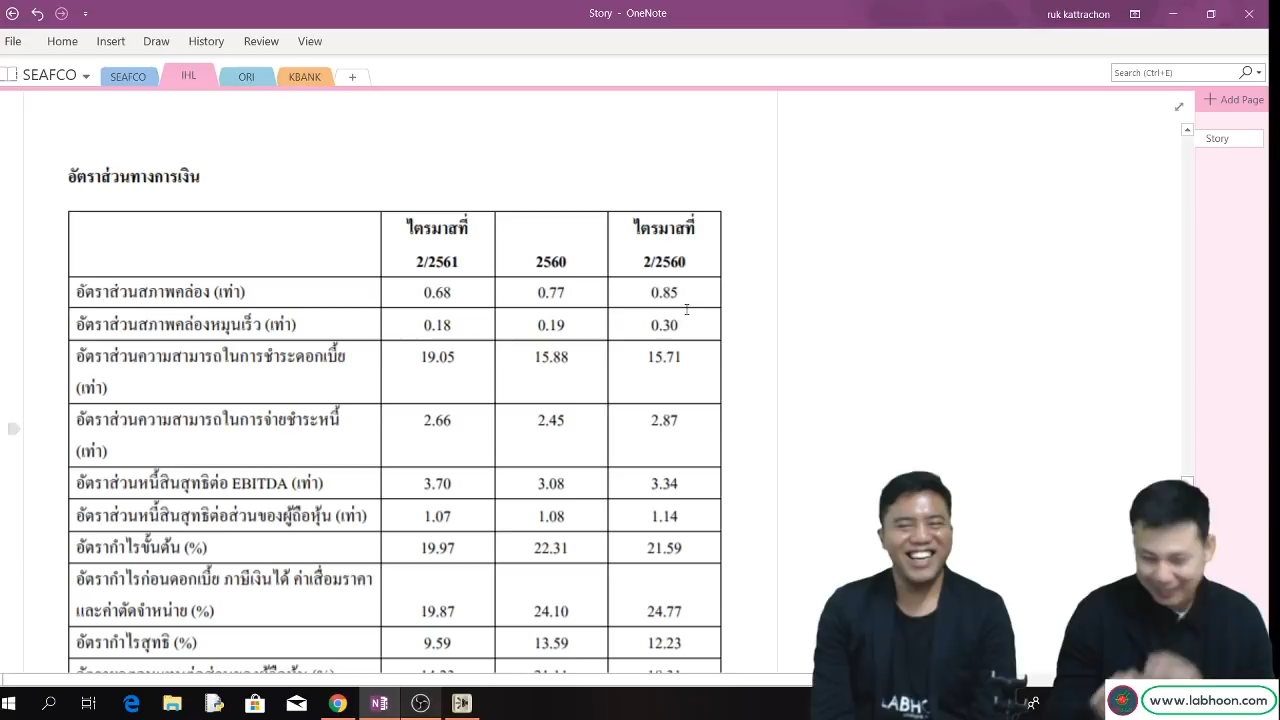 Story - OneNote
ruk kattrachon
File Home Insert Draw History Review View
SEAFCO SEAFCO IHL ORI KBANK +
Search (Ctrl+E)
Add Page
Story
อัตราส่วนทางการเงิน
ไตรมาสที่ 2/2561 2560 ไตรมาสที่ 2/2560
อัตราส่วนสภาพคล่อง (เท่า) 0.68 0.77 0.85
อัตราส่วนสภาพคล่องหมุนเร็ว (เท่า) 0.18 0.19 0.30
อัตราส่วนความสามารถในการชำระดอกเบี้ย 19.05 15.88 15.71
(เท่า)
อัตราส่วนความสามารถในการจ่ายชำระหนี้ 2.66 2.45 2.87
(เท่า)
อัตราส่วนหนี้สินสุทธิต่อ EBITDA (เท่า) 3.70 3.08 3.34
อัตราส่วนหนี้สินสุทธิต่อส่วนของผู้ถือหุ้น (เท่า) 1.07 1.08 1.14
อัตรากำไรขั้นต้น (%) 19.97 22.31 21.59
อัตรากำไรก่อนดอกเบี้ย ภาษีเงินได้ ค่าเสื่อมราคา
และค่าตัดจำหน่าย (%) 19.87 24.10 24.77
อัตรากำไรสุทธิ (%) 9.59 13.59 12.23
LABHO
www.labhoon.com